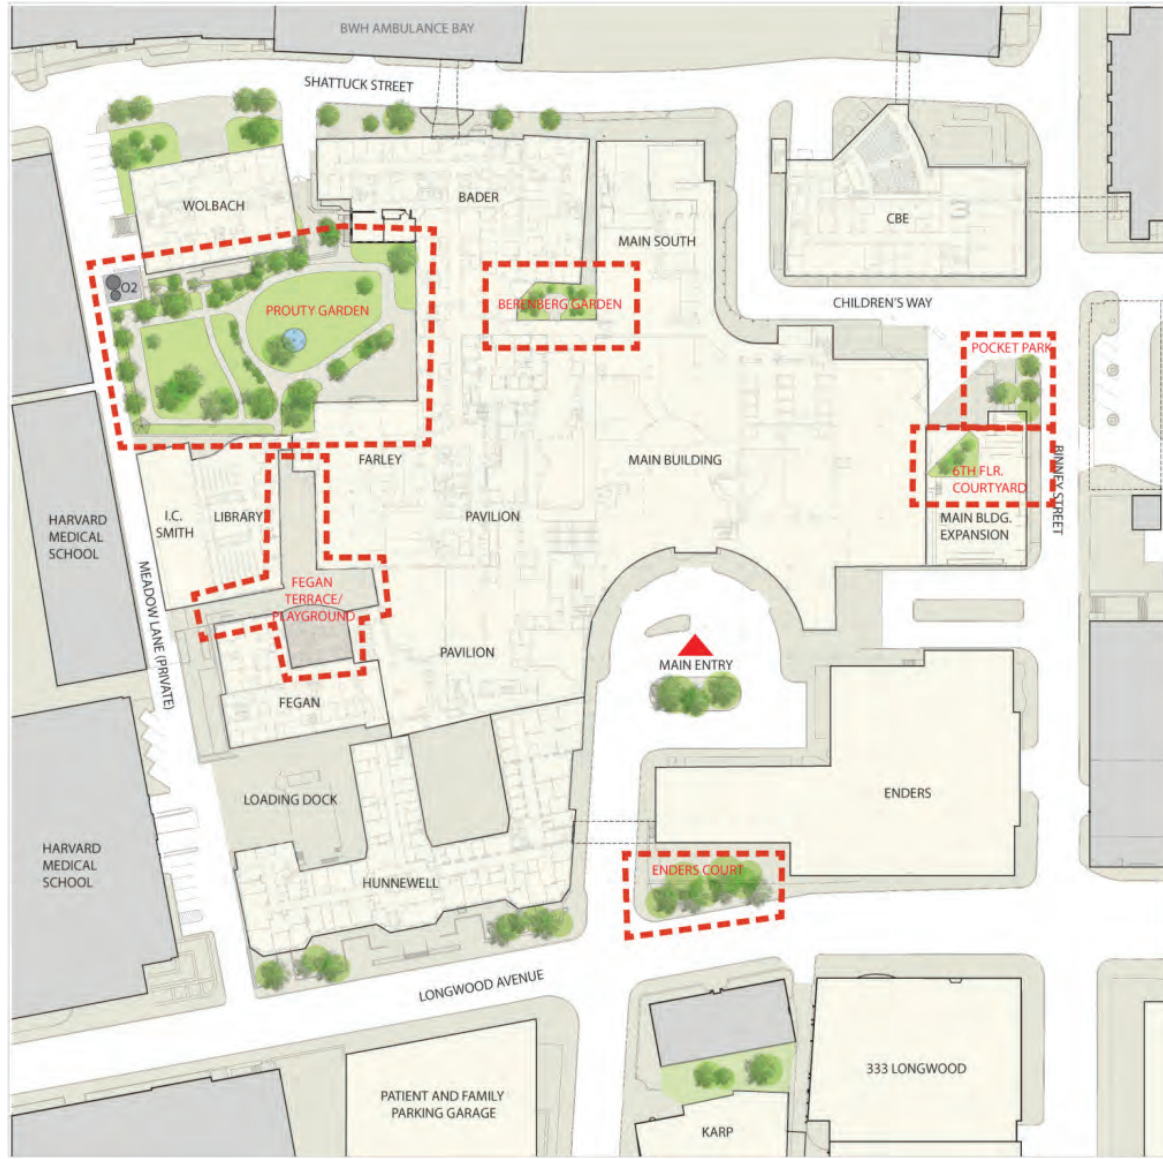 BWH AMBULANCE BAY
SHATTUCK STREET
WOLBACH
BADER
MAIN SOUTH
CBE
3
O2
PROUTY GARDEN
BERENBERG GARDEN
CHILDREN'S WAY
POCKET PARK
FARLEY
MAIN BUILDING
6TH FLR.
COURTYARD
BINNEY STREET
I.C.
SMITH
LIBRARY
PAVILION
MAIN BLDG.
EXPANSION
HARVARD
MEDICAL
SCHOOL
MEADOW LANE (PRIVATE)
FEGAN
TERRACE/
PLAYGROUND
PAVILION
MAIN ENTRY
FEGAN
LOADING DOCK
ENDERS
HARVARD
MEDICAL
SCHOOL
HUNNEWELL
ENDERS COURT
LONGWOOD AVENUE
333 LONGWOOD
PATIENT AND FAMILY
PARKING GARAGE
KARP